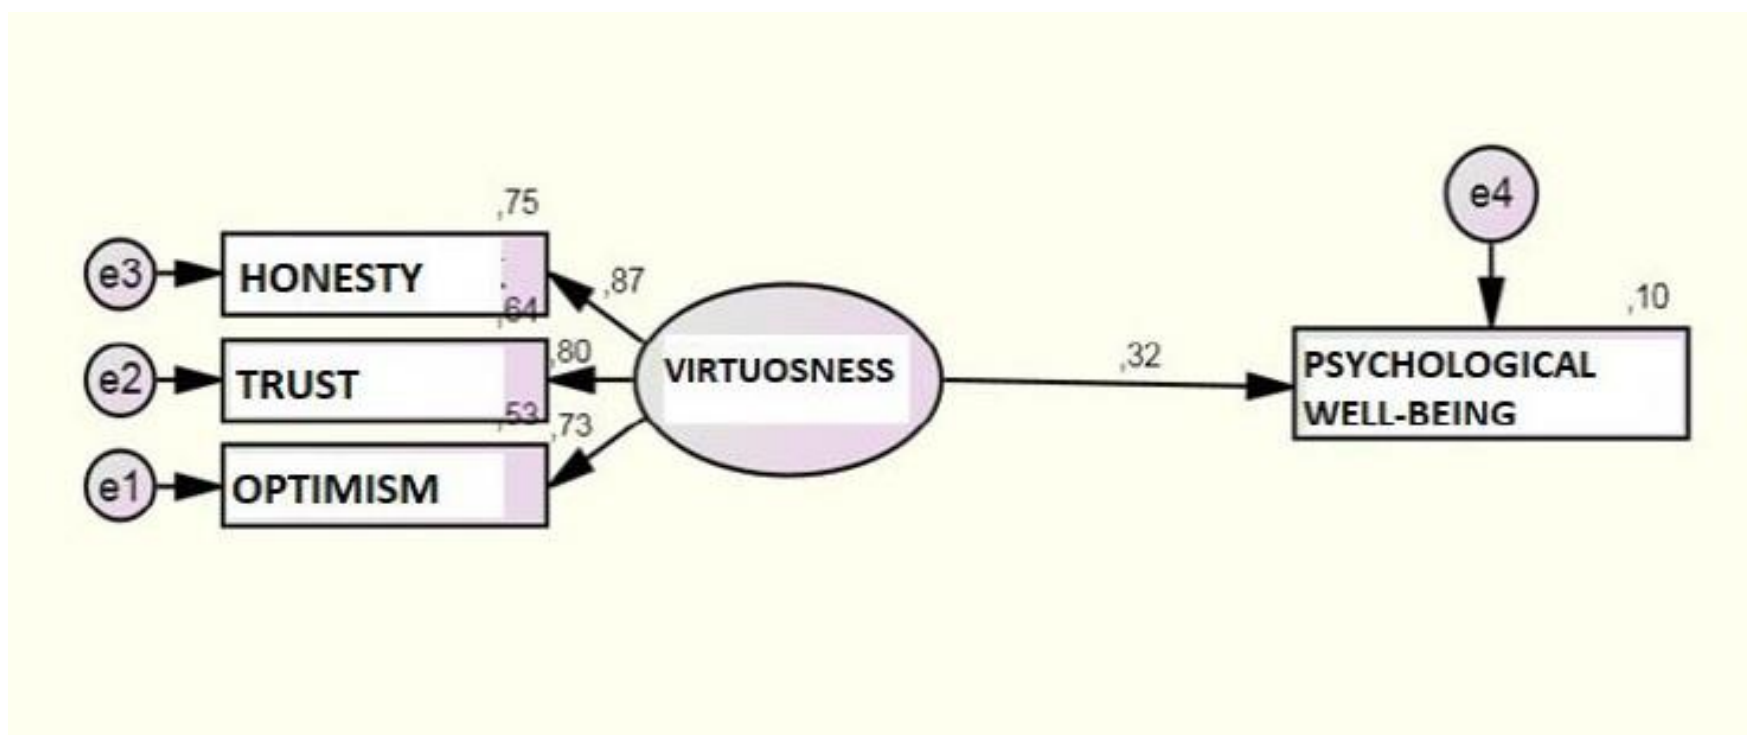 ,75
e3
HONESTY
,87
,64
e2
TRUST
,80
,53
,73
e1
OPTIMISM
VIRTUOSNESS
,32
e4
,10
PSYCHOLOGICAL
WELL-BEING